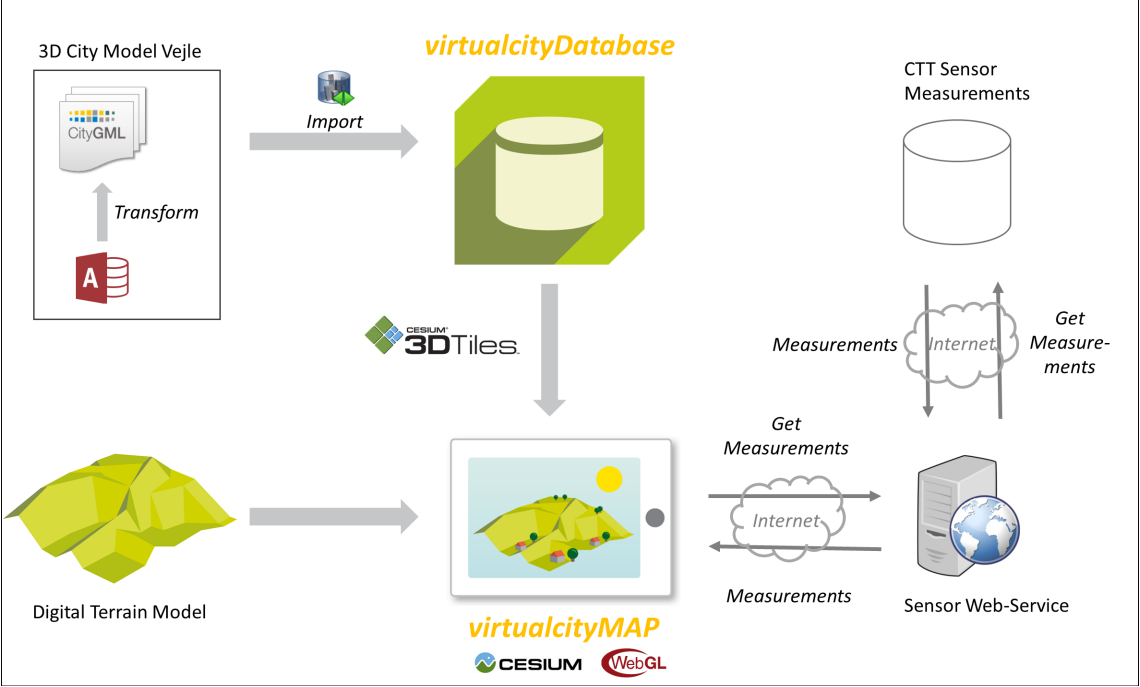 3D City Model Vejle
CityGML
Transform
A
Import
virtualcityDatabase
CESIUM®
3DTiles™
CTT Sensor
Measurements
Measurements
Internet
Get
Measure-
ments
Get
Measurements
Internet
Measurements
Sensor Web-Service
Digital Terrain Model
virtualcityMAP
CESIUM
WebGL